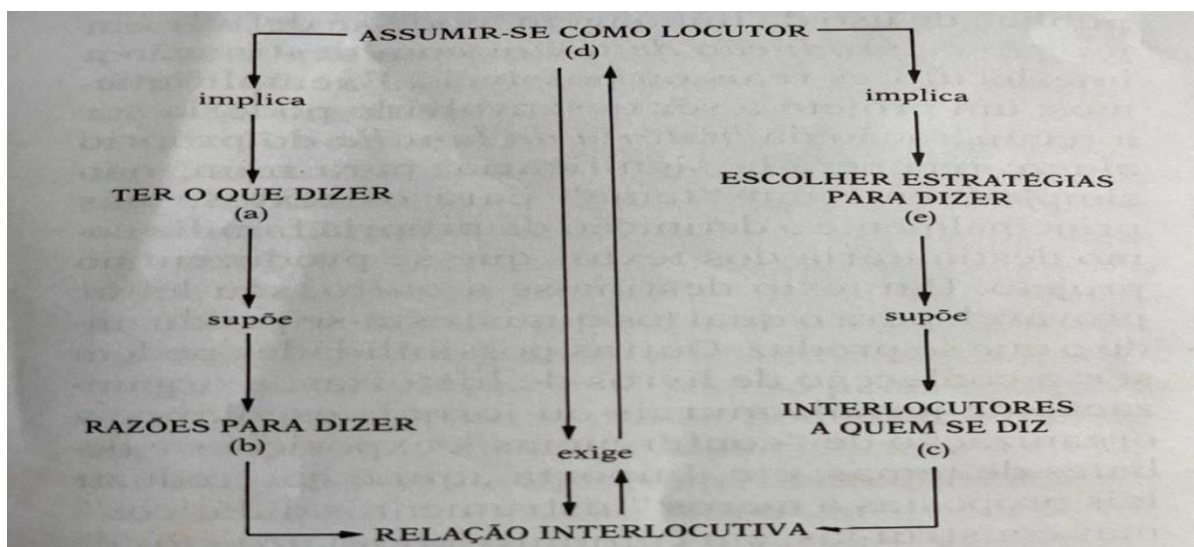 ASSUMIR-SE COMO LOCUTOR
(d)
implica
implica
TER O QUE DIZER
(a)
ESCOLHER ESTRATÉGIAS
PARA DIZER
(e)
supõe
supõe
RAZÕES PARA DIZER
(b)
INTERLOCUTORES
A QUEM SE DIZ
(c)
exige
RELAÇÃO INTERLOCUTIVA